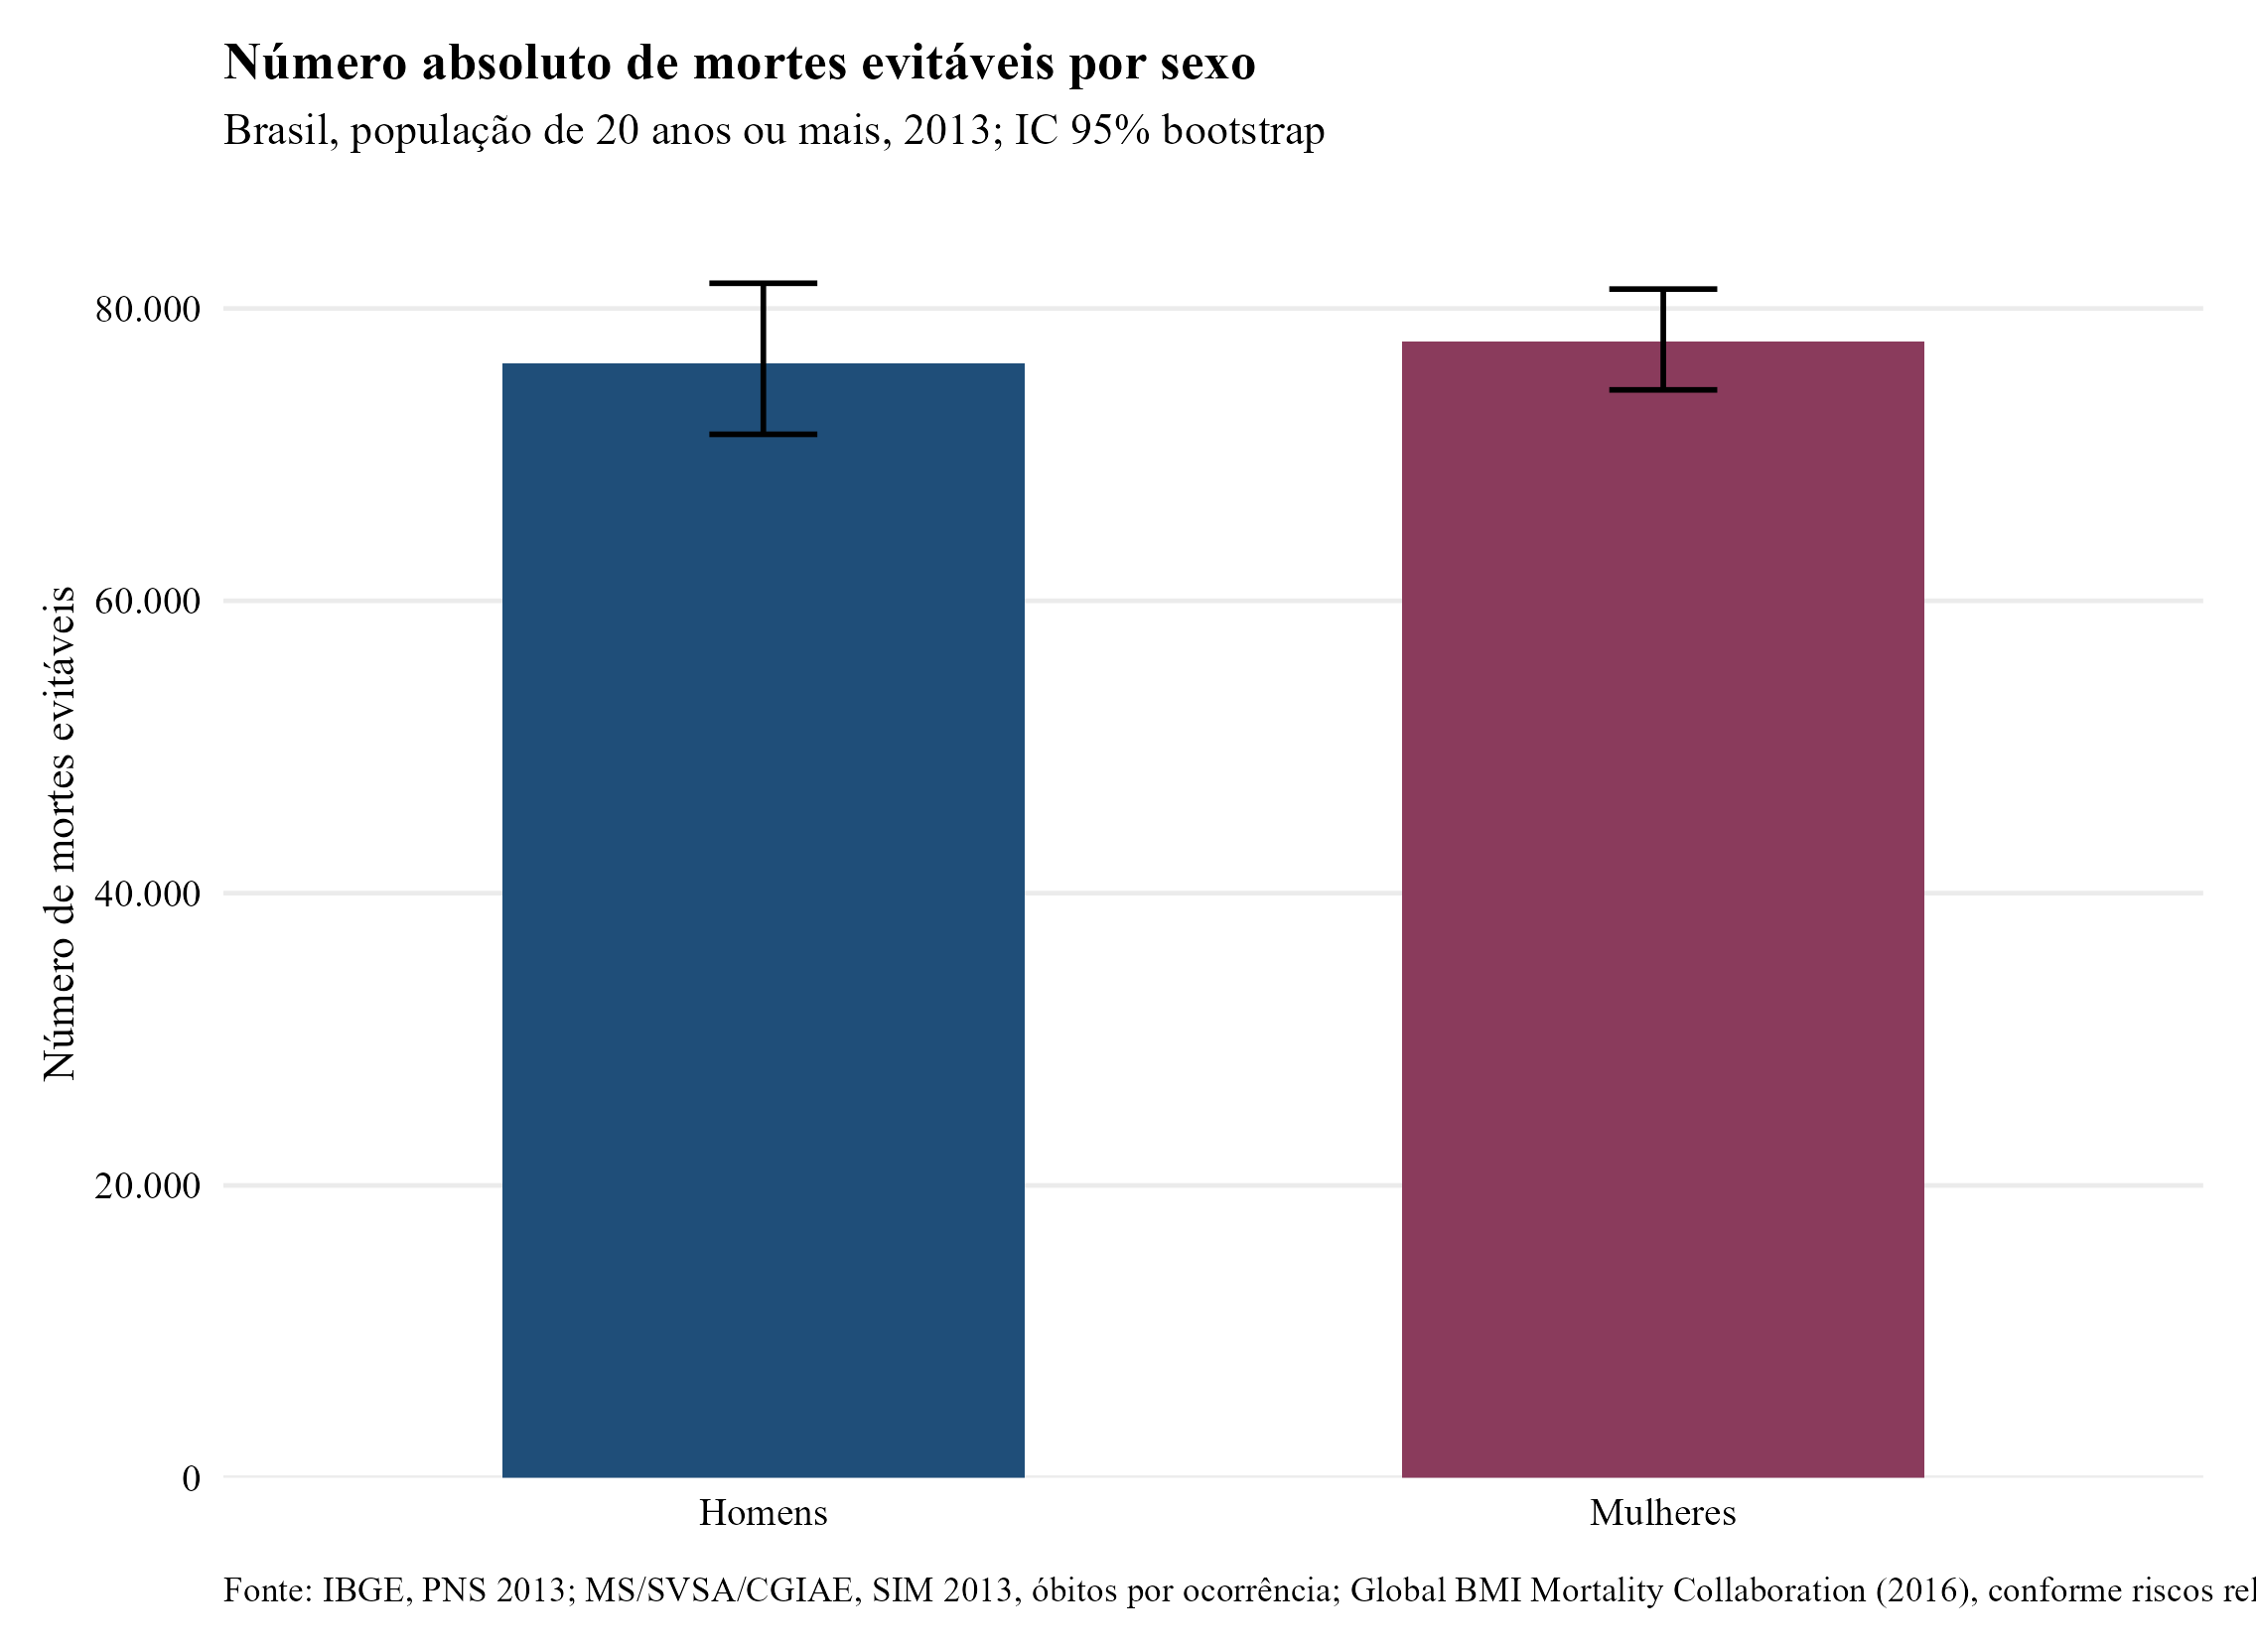 Número absoluto de mortes evitáveis por sexo
Brasil, população de 20 anos ou mais, 2013; IC 95% bootstrap
Número de mortes evitáveis
80.000
60.000
40.000
20.000
0
Homens
Mulheres
Fonte: IBGE, PNS 2013; MS/SVSA/CGIAE, SIM 2013, óbitos por ocorrência; Global BMI Mortality Collaboration (2016), conforme riscos rel